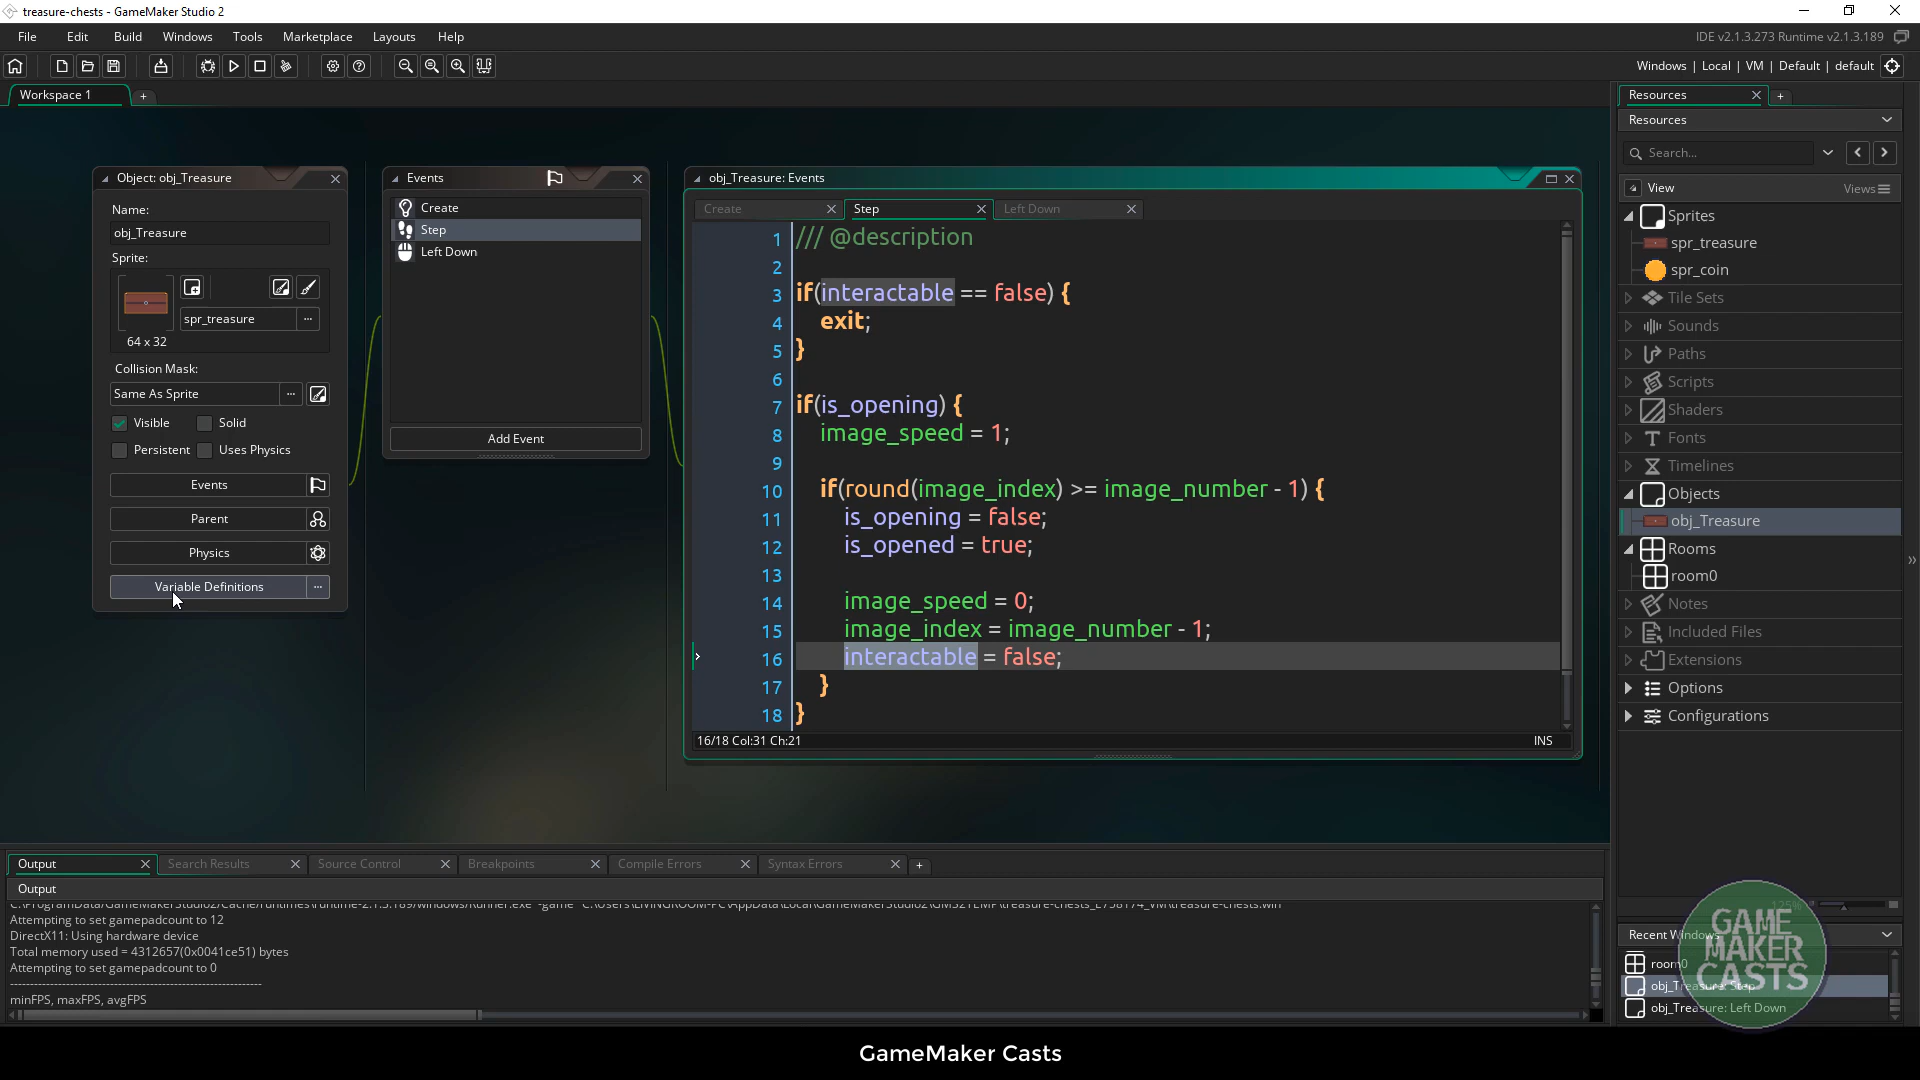 treasure-chests - GameMaker Studio 2
File Edit Build Windows Tools Marketplace Layouts Help
IDE v2.1.3.273 Runtime v2.1.3.189
Windows | Local | VM | Default | default
Workspace 1
Object: obj_Treasure
Name:
obj_Treasure
Sprite:
spr_treasure
64 x 32
Collision Mask:
Same As Sprite
Visible Solid
Persistent Uses Physics
Events
Parent
Physics
Variable Definitions
Events
Create
Step
Left Down
Add Event
obj_Treasure: Events
Create Step Left Down
1 /// @description
2
3 if(interactable == false) {
4 exit;
5 }
6
7 if(is_opening) {
8 image_speed = 1;
9
10 if(round(image_index) >= image_number - 1) {
11 is_opening = false;
12 is_opened = true;
13
14 image_speed = 0;
15 image_index = image_number - 1;
16 interactable = false;
17 }
18 }
16/18 Col:31 Ch:21 INS
Resources
Resources
Search...
View Views
Sprites
spr_treasure
spr_coin
Tile Sets
Sounds
Paths
Scripts
Shaders
Fonts
Timelines
Objects
obj_Treasure
Rooms
room0
Notes
Included Files
Extensions
Options
Configurations
125%
Recent Windows
room0
obj_Treasure: Step
obj_Treasure: Left Down
GAME
MAKER
CASTS
Output Search Results Source Control Breakpoints Compile Errors Syntax Errors
Output
Attempting to set gamepadcount to 12
DirectX11: Using hardware device
Total memory used = 4312657(0x0041ce51) bytes
Attempting to set gamepadcount to 0
minFPS, maxFPS, avgFPS
GameMaker Casts